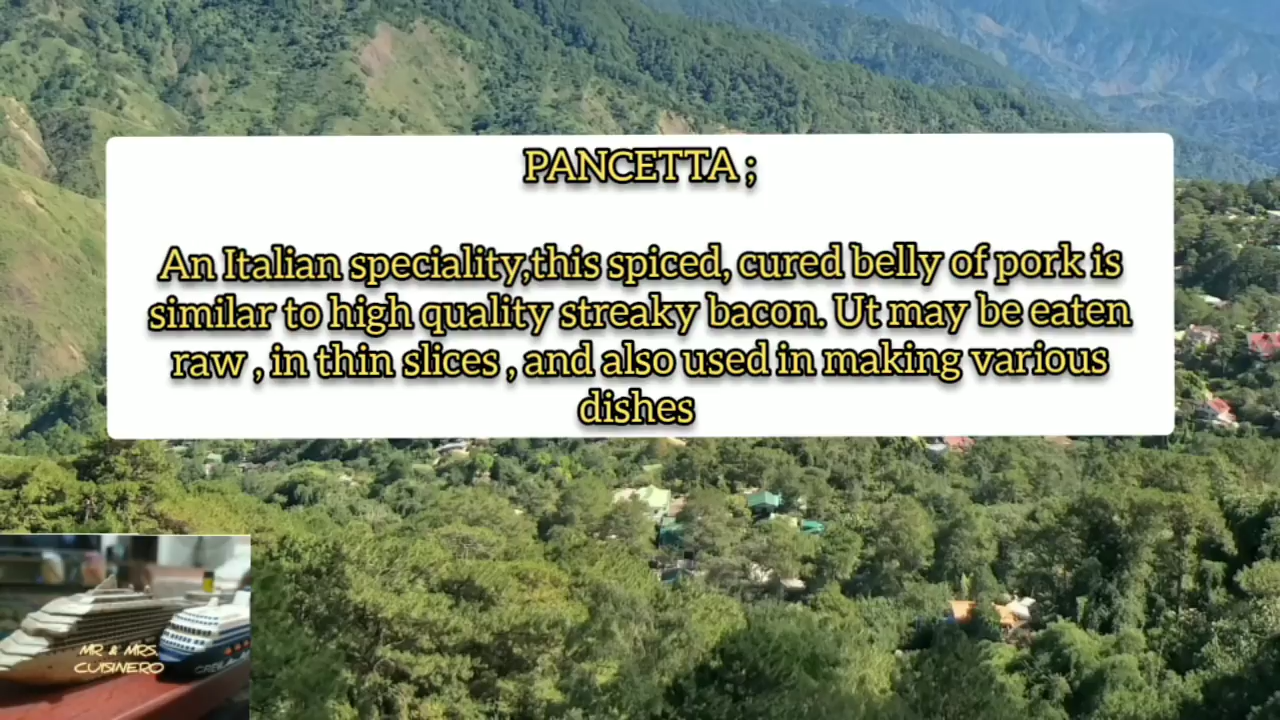 PANCETTA ;
An Italian speciality,this spiced, cured belly of pork is
similar to high quality streaky bacon. Ut may be eaten
raw , in thin slices , and also used in making various
dishes
MR & MRS.
CUISINERO